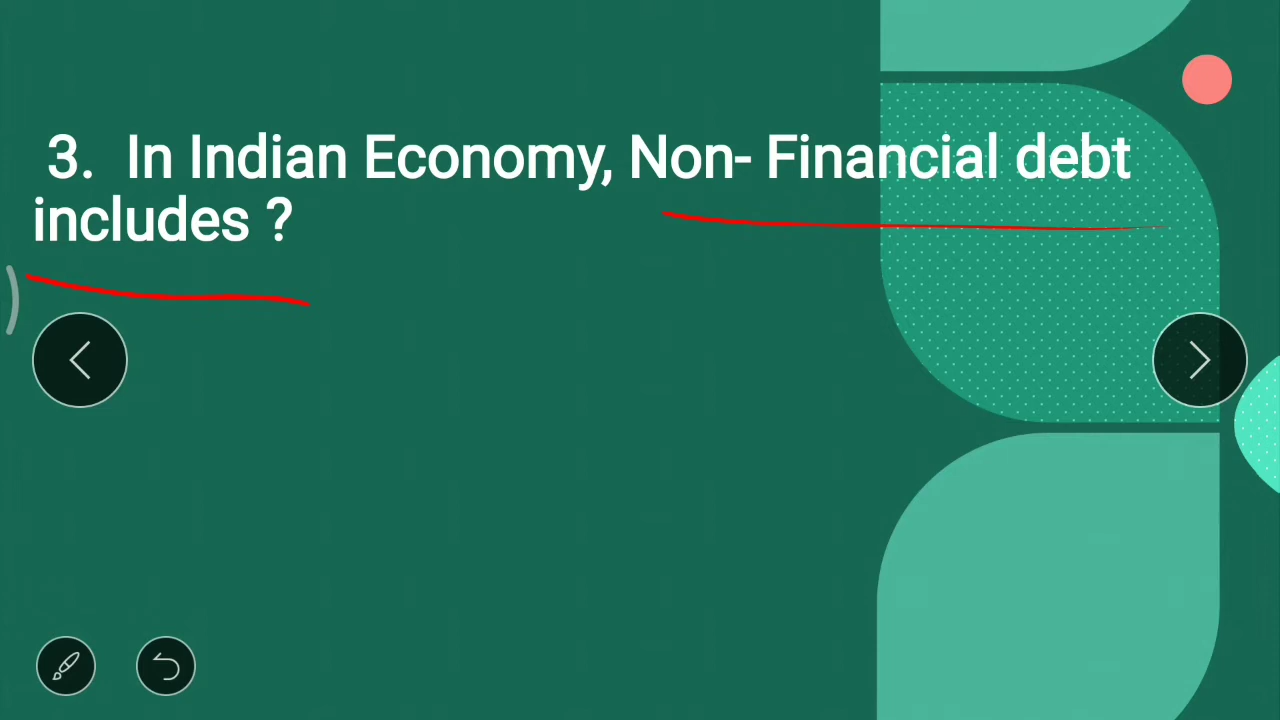 3. In Indian Economy, Non- Financial debt
includes ?